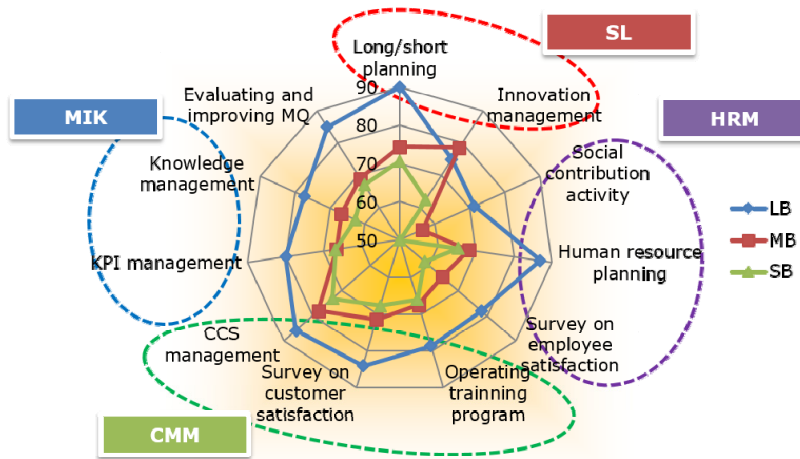 SL
Long/short
planning
90
80
70
60
50
Evaluating and
improving MQ
Innovation
management
MIK
HRM
Knowledge
management
Social
contribution
activity
LB
MB
SB
KPI management
Human resource
planning
CCS
management
Survey on
employee
satisfaction
Survey on
customer
satisfaction
Operating
trainning
program
CMM